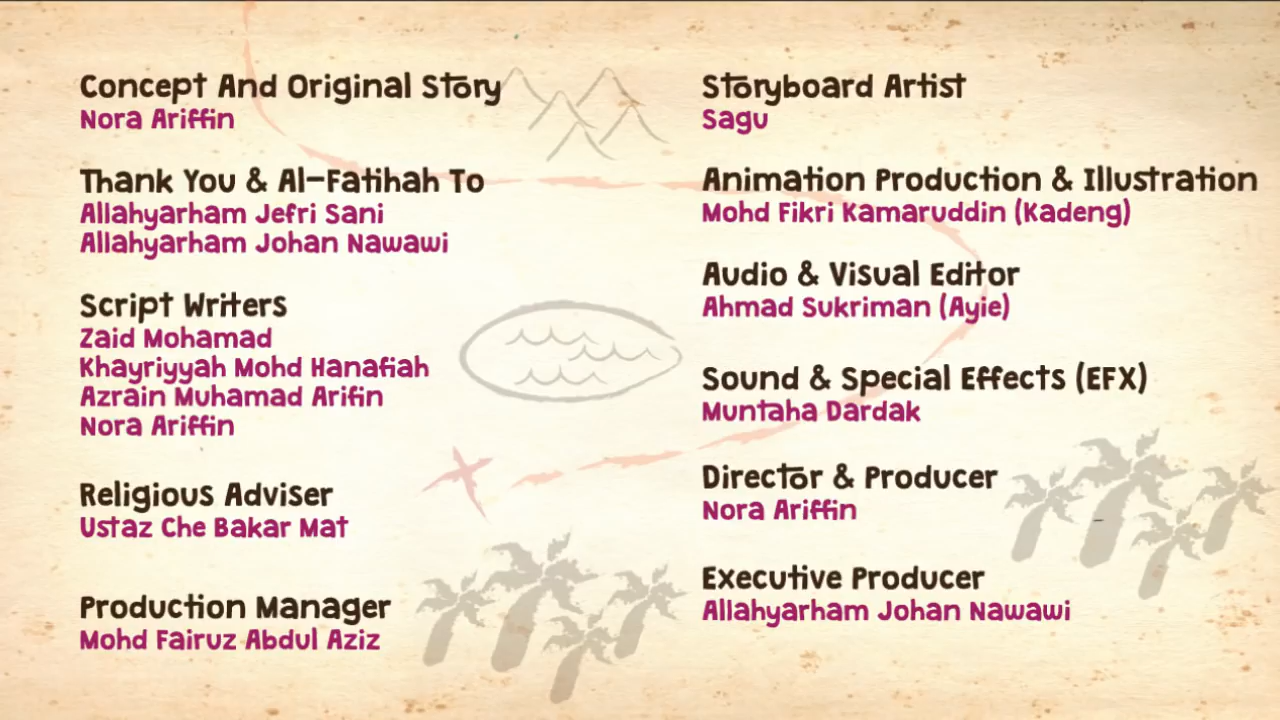 Concept And Original Story
Nora Ariffin
Thank You & Al-Fatihah To
Allahyarham Jefri Sani
Allahyarham Johan Nawawi
Script Writers
Zaid Mohamad
Khayriyyah Mohd Hanafiah
Azrain Muhamad Arifin
Nora Ariffin
Religious Adviser
Ustaz Che Bakar Mat
Production Manager
Mohd Fairuz Abdul Aziz
Storyboard Artist
Sagu
Animation Production & Illustration
Mohd Fikri Kamaruddin (Kadeng)
Audio & Visual Editor
Ahmad Sukriman (Ayie)
Sound & Special Effects (EFX)
Muntaha Dardak
Director & Producer
Nora Ariffin
Executive Producer
Allahyarham Johan Nawawi